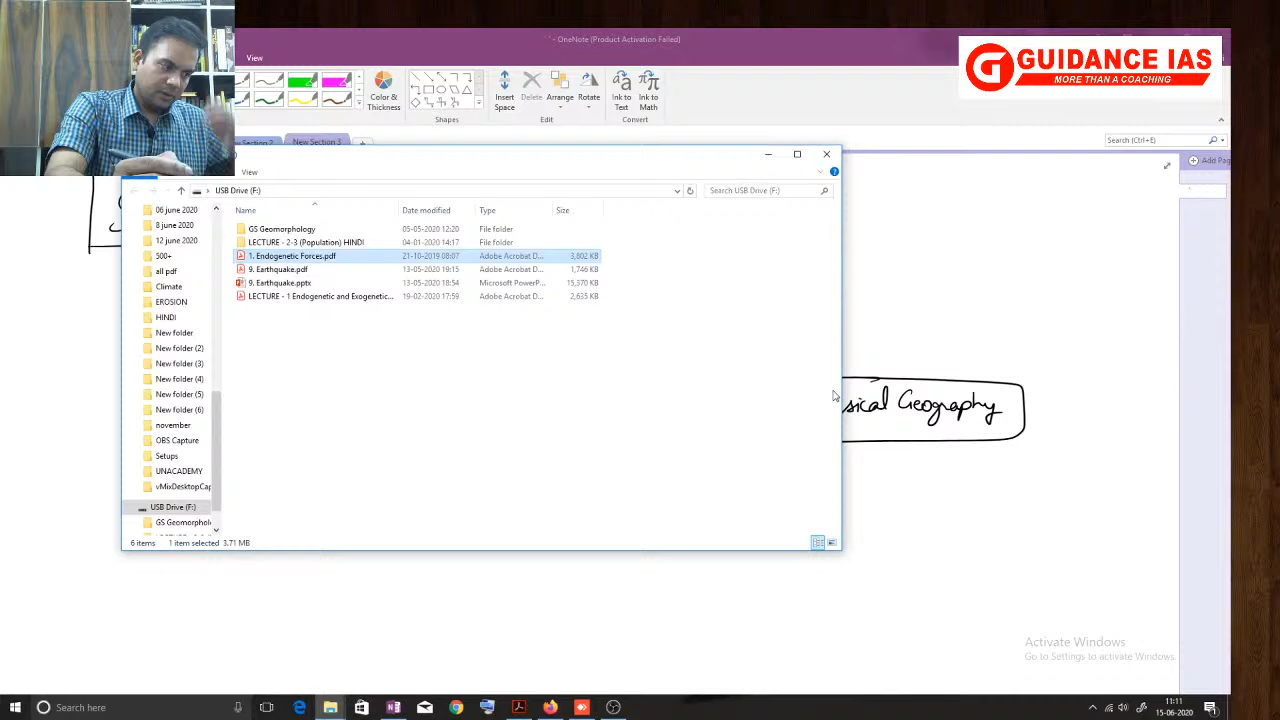 - OneNote (Product Activation Failed)
View
GUIDANCE IAS
MORE THAN A COACHING
Color & Thickness
Shapes
Insert Space
Delete
Arrange
Rotate
Edit
Ink to Text
Ink to Math
Convert
New Section 3
Search (Ctrl+E)
View
USB Drive (F:)
Search USB Drive (F:)
Name Date modified Type Size
06 june 2020
8 june 2020
12 june 2020
500+
all pdf
Climate
EROSION
HINDI
New folder
New folder (2)
New folder (3)
New folder (4)
New folder (5)
New folder (6)
november
OBS Capture
Setups
UNACADEMY
vMixDesktopCap
USB Drive (F:)
GS Geomorphol
GS Geomorphology 05-05-2020 12:20 File folder
LECTURE - 2-3 (Population) HINDI 04-01-2020 14:17 File folder
1. Endogenetic Forces.pdf 21-10-2019 08:07 Adobe Acrobat D... 3,802 KB
9. Earthquake.pdf 13-05-2020 19:15 Adobe Acrobat D... 1,746 KB
9. Earthquake.pptx 13-05-2020 18:54 Microsoft PowerP... 15,370 KB
LECTURE - 1 Endogenetic and Exogenetic... 19-02-2020 17:59 Adobe Acrobat D... 2,635 KB
6 items 1 item selected 3.71 MB
sical Geography
Activate Windows
Go to Settings to activate Windows.
Search here
11:11
15-06-2020